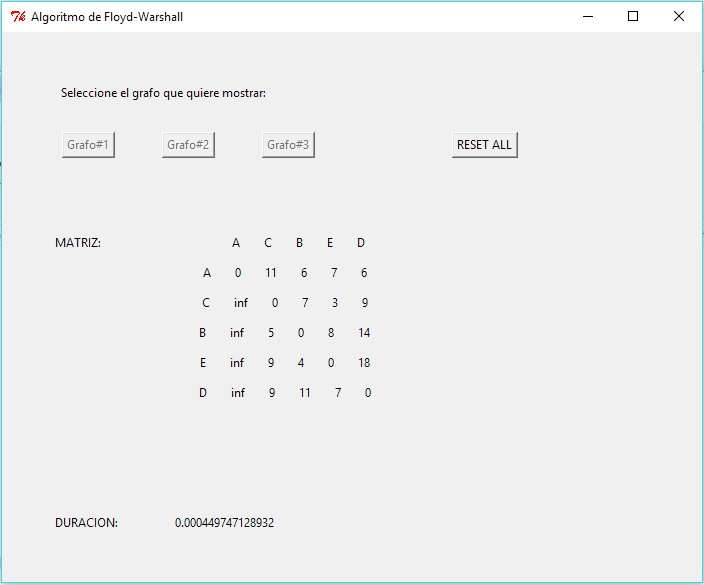 Algoritmo de Floyd-Warshall
Seleccione el grafo que quiere mostrar:
Grafo#1 Grafo#2 Grafo#3 RESET ALL
MATRIZ: A C B E D
A 0 11 6 7 6
C inf 0 7 3 9
B inf 5 0 8 14
E inf 9 4 0 18
D inf 9 11 7 0
DURACION: 0.000449747128932